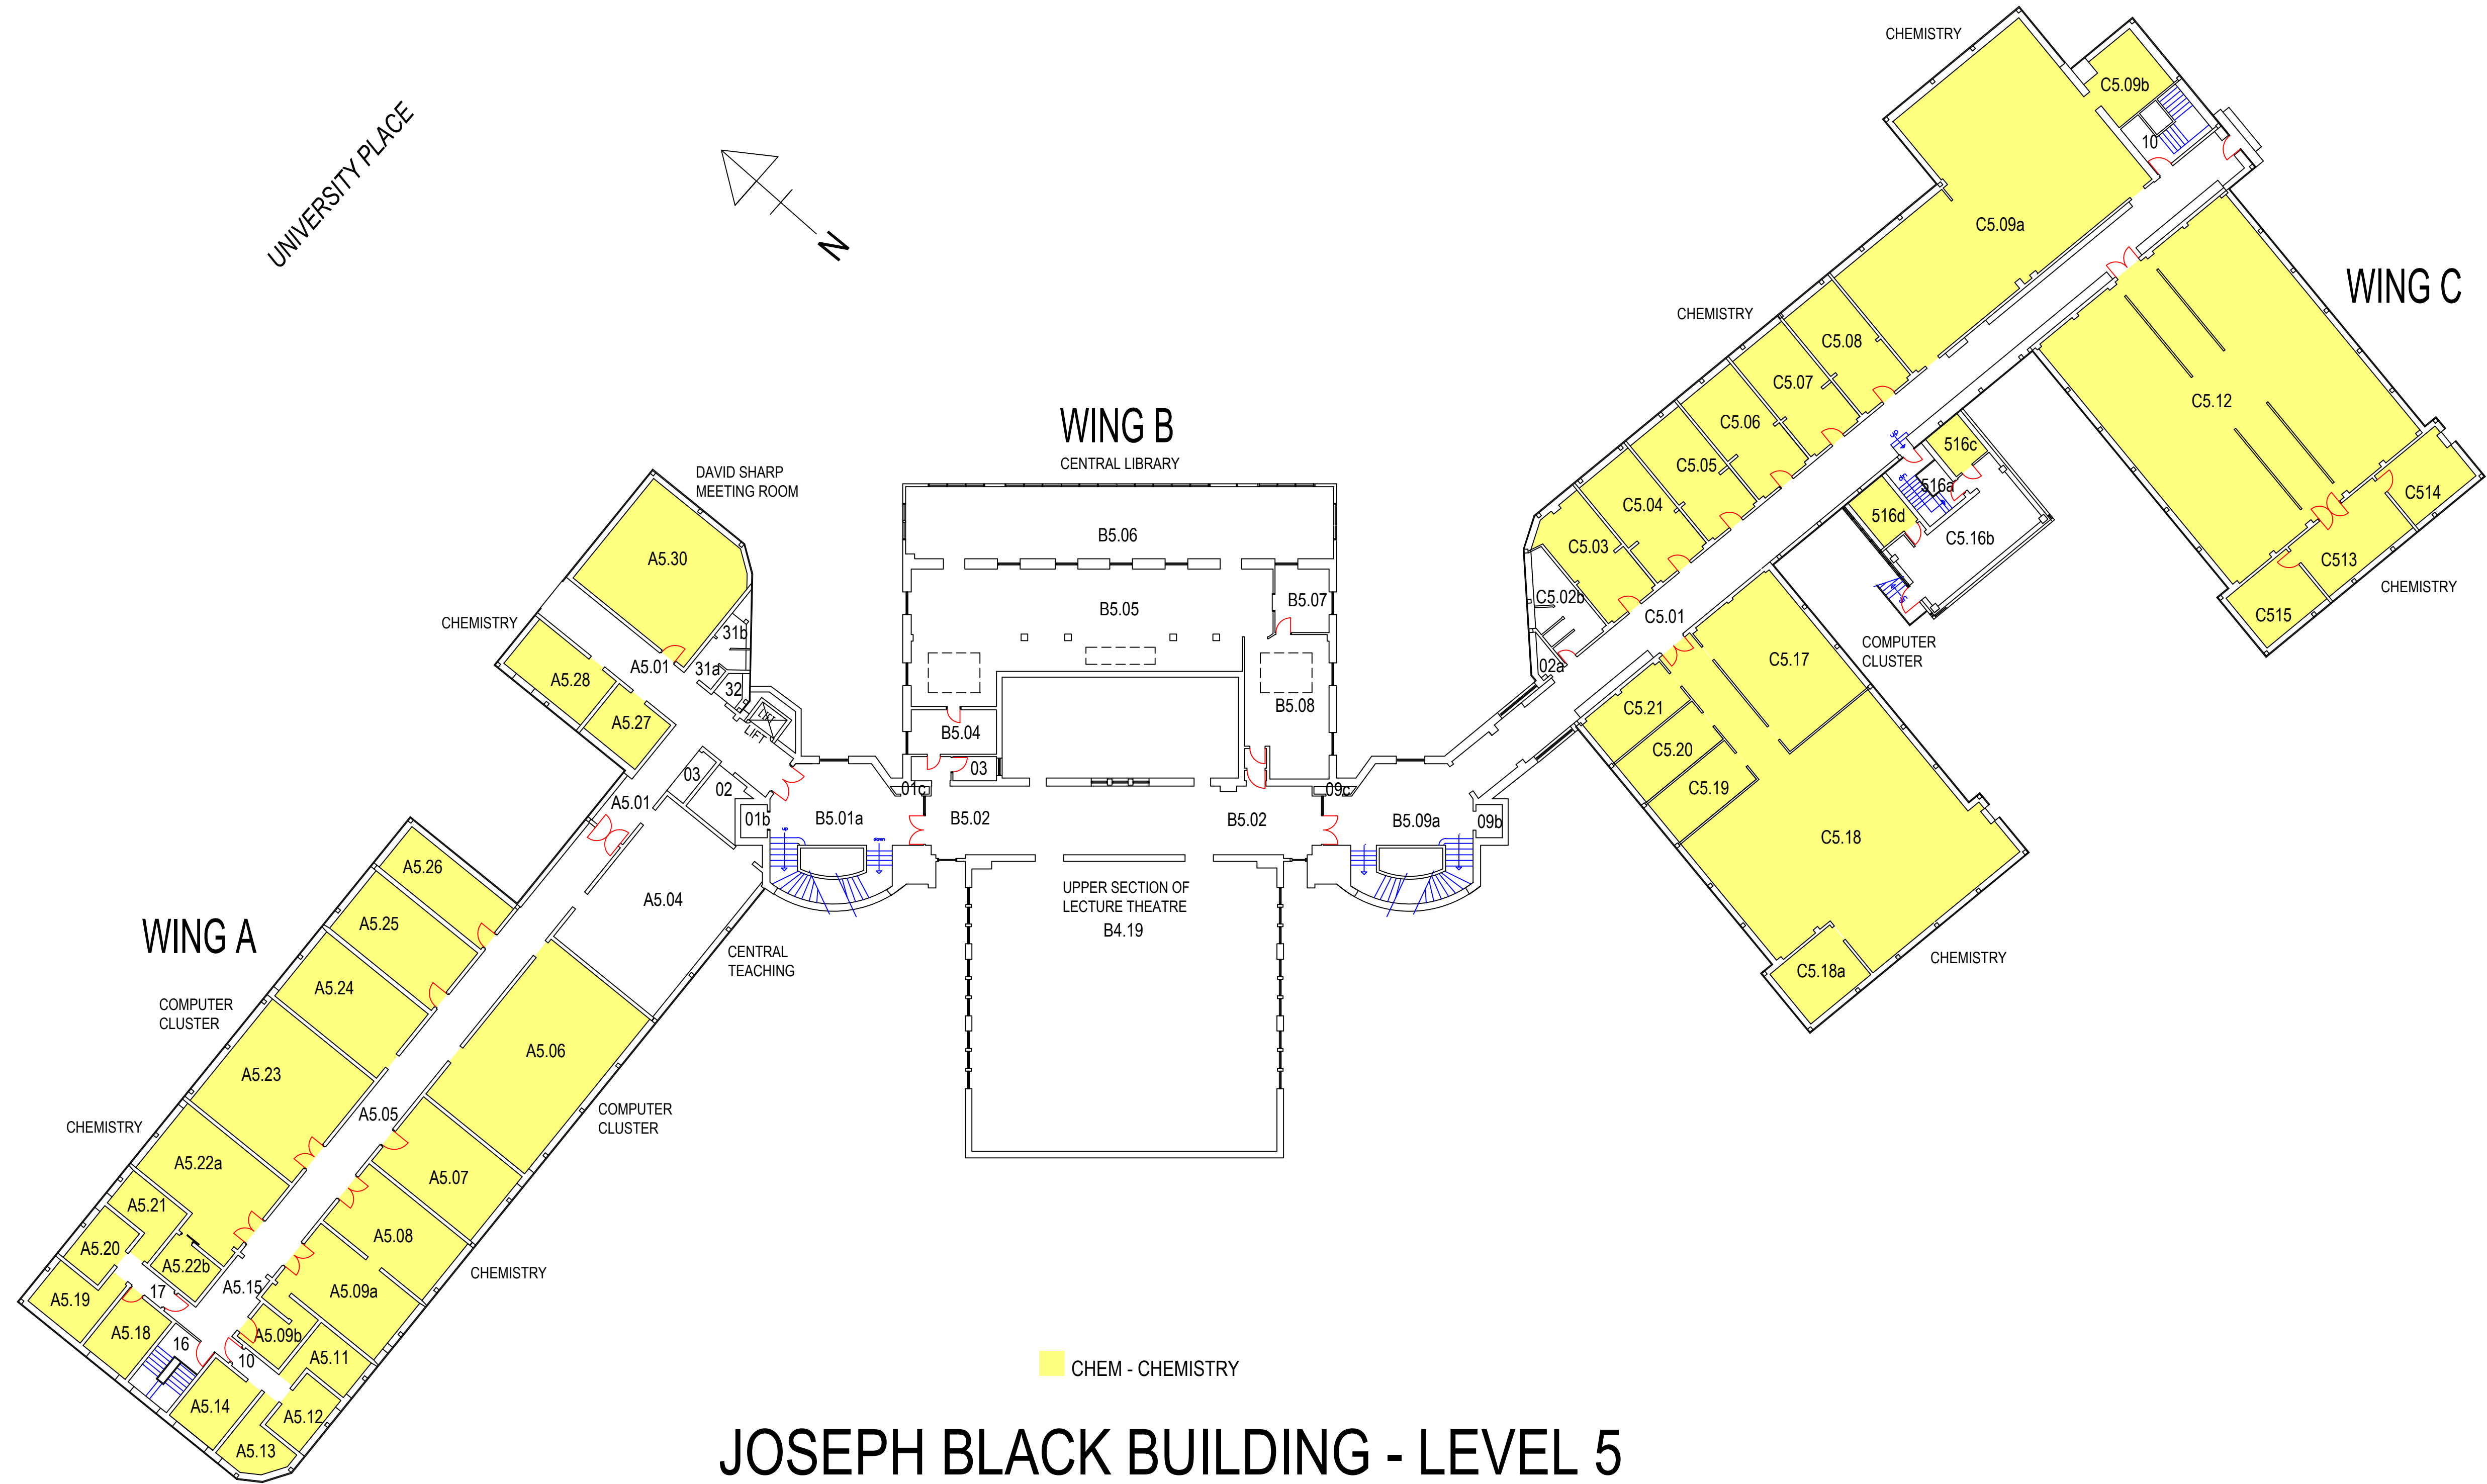 UNIVERSITY PLACE
N
CHEMISTRY
C5.09b
10
C5.09a
WING C
CHEMISTRY
C5.08
C5.07
C5.06
C5.05
C5.04
C5.03
C5.02b
02a
C5.01
C5.12
516c
516a
516d
C5.16b
up
C514
C513
C515
CHEMISTRY
COMPUTER
CLUSTER
C5.17
C5.21
C5.20
C5.19
C5.18
C5.18a
CHEMISTRY
WING B
CENTRAL LIBRARY
B5.06
B5.05
B5.07
B5.08
B5.04
03
01c
B5.02
B5.02
09c
B5.09a
09b
B5.01a
01b
up
down
UPPER SECTION OF
LECTURE THEATRE
B4.19
DAVID SHARP
MEETING ROOM
A5.30
CHEMISTRY
31b
31a
32
LIFT
LIFT
A5.01
A5.28
A5.27
03
02
A5.01
A5.04
CENTRAL
TEACHING
WING A
A5.26
A5.25
A5.24
COMPUTER
CLUSTER
A5.23
A5.06
A5.05
COMPUTER
CLUSTER
CHEMISTRY
A5.22a
A5.07
A5.21
A5.08
A5.20
A5.22b
CHEMISTRY
A5.15
17
A5.09a
A5.19
A5.18
16
A5.09b
10
A5.11
A5.14
A5.12
A5.13
CHEM - CHEMISTRY
JOSEPH BLACK BUILDING - LEVEL 5